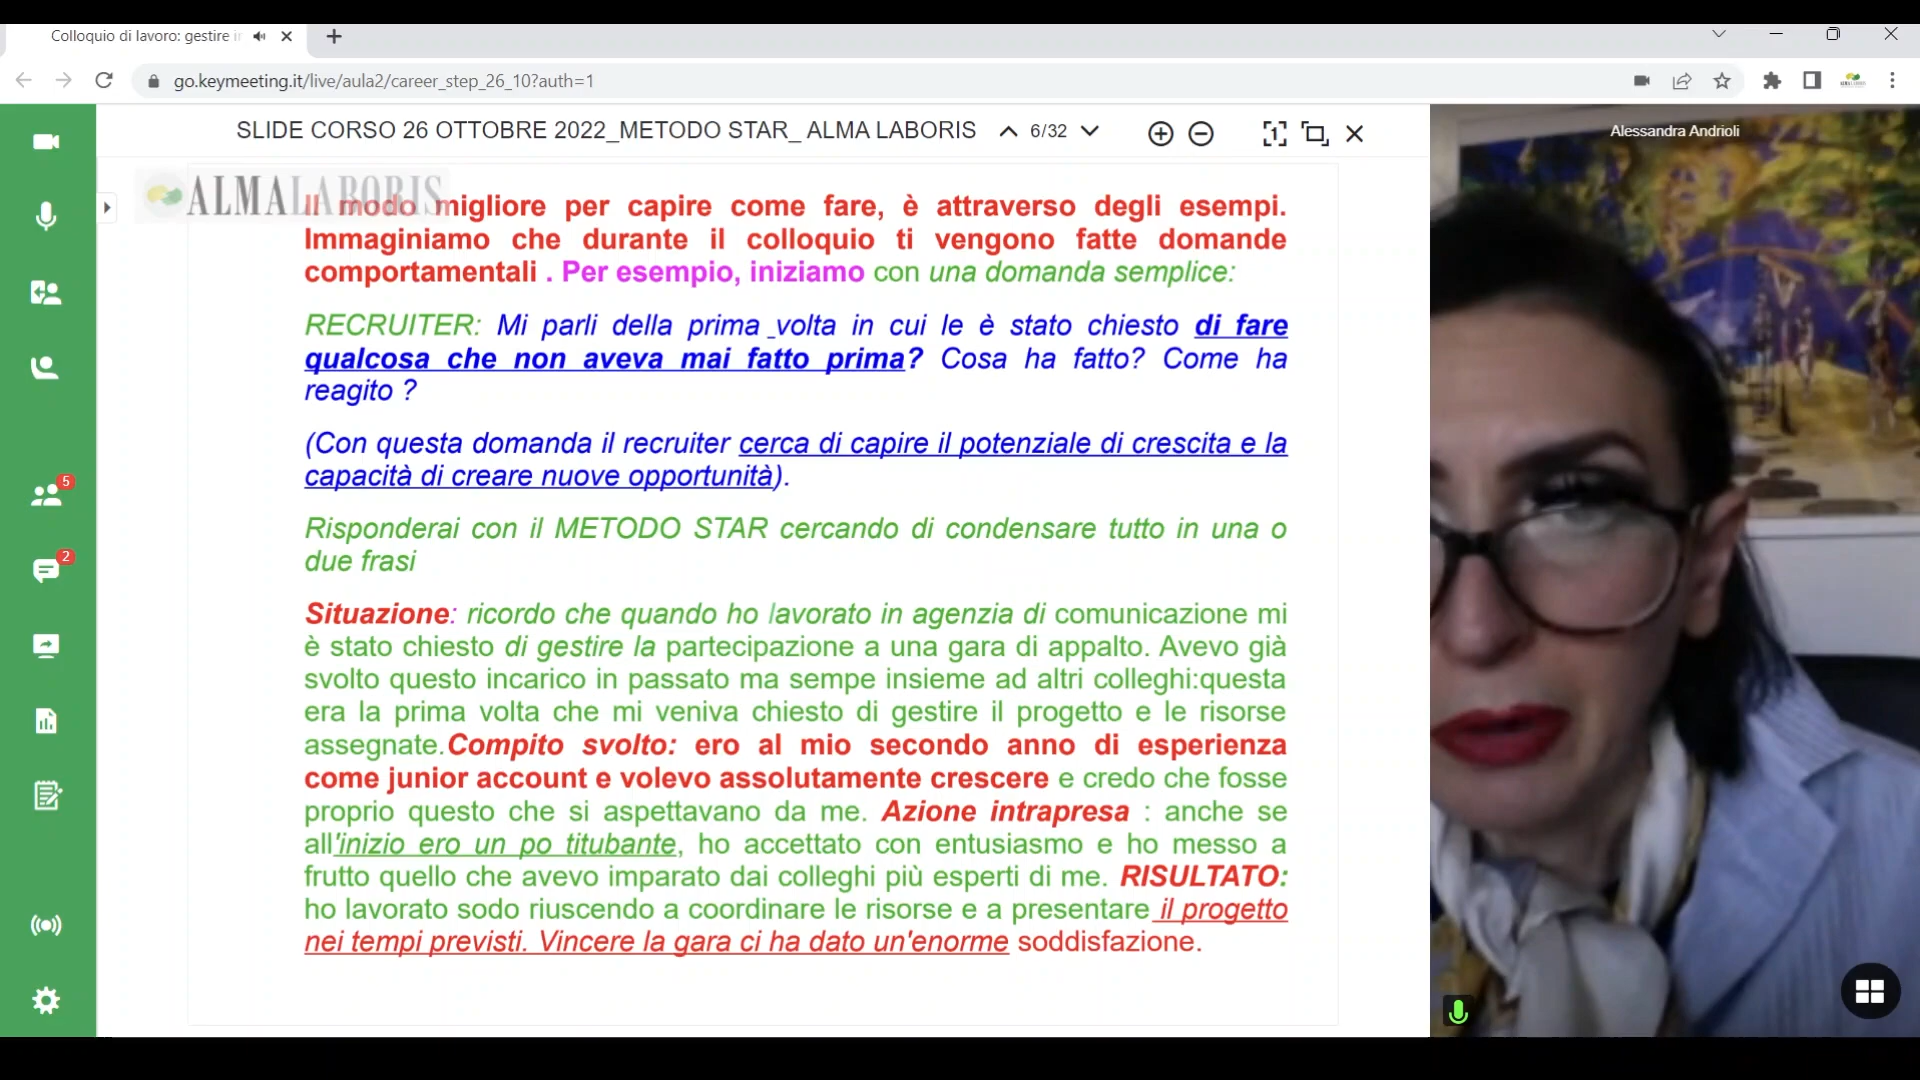 Colloquio di lavoro: gestire
go.keymeeting.it/live/aula2/career_step_26_10?auth=1
SLIDE CORSO 26 OTTOBRE 2022_METODO STAR_ ALMA LABORIS
6/32
Alessandra Andrioli
ALMALABORIS
Il modo migliore per capire come fare, è attraverso degli esempi.
Immaginiamo che durante il colloquio ti vengono fatte domande
comportamentali . Per esempio, iniziamo con una domanda semplice:
RECRUITER: Mi parli della prima_volta in cui le è stato chiesto di fare
qualcosa che non aveva mai fatto prima? Cosa ha fatto? Come ha
reagito ?
(Con questa domanda il recruiter cerca di capire il potenziale di crescita e la
capacità di creare nuove opportunità).
Risponderai con il METODO STAR cercando di condensare tutto in una o
due frasi
Situazione: ricordo che quando ho lavorato in agenzia di comunicazione mi
è stato chiesto di gestire la partecipazione a una gara di appalto. Avevo già
svolto questo incarico in passato ma sempe insieme ad altri colleghi:questa
era la prima volta che mi veniva chiesto di gestire il progetto e le risorse
assegnate.Compito svolto: ero al mio secondo anno di esperienza
come junior account e volevo assolutamente crescere e credo che fosse
proprio questo che si aspettavano da me. Azione intrapresa : anche se
all'inizio ero un po titubante, ho accettato con entusiasmo e ho messo a
frutto quello che avevo imparato dai colleghi più esperti di me. RISULTATO:
ho lavorato sodo riuscendo a coordinare le risorse e a presentare il progetto
nei tempi previsti. Vincere la gara ci ha dato un'enorme soddisfazione.
5
2